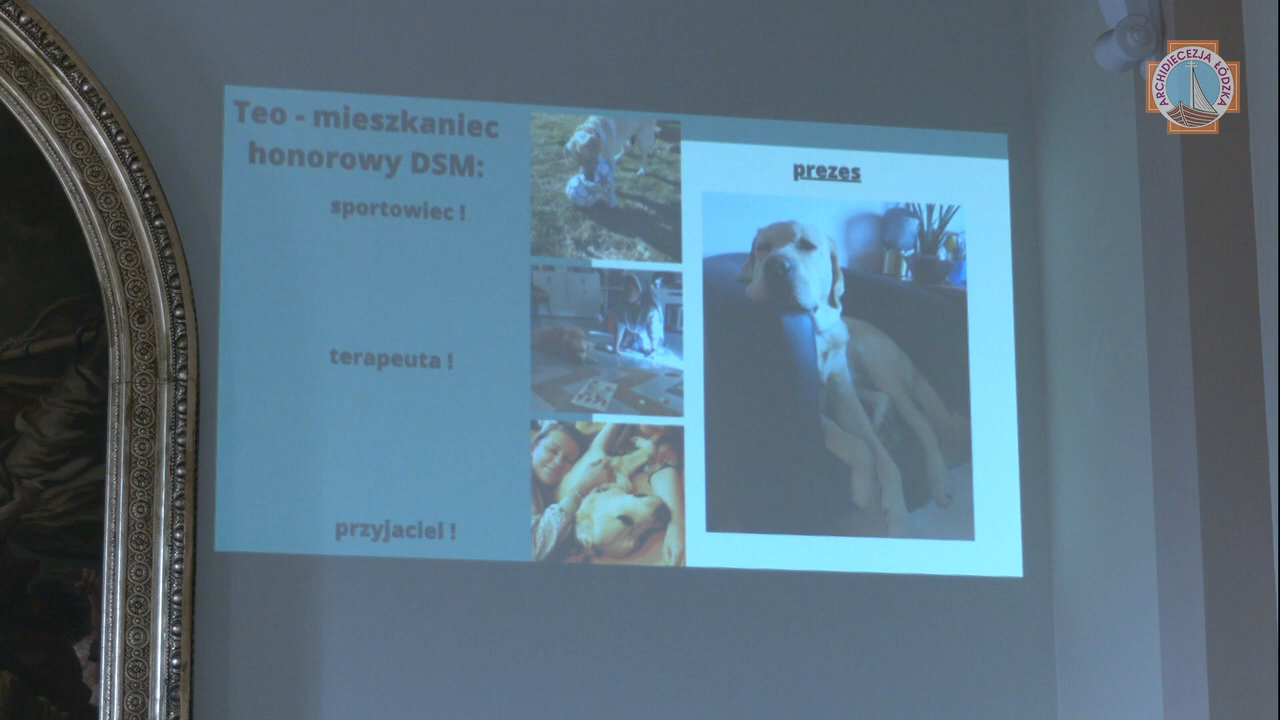 Teo - mieszkaniec
honorowy DSM:
sportowiec !
terapeuta !
przyjaciel !
prezes
ARCHIDIECEZJA ŁÓDZKA